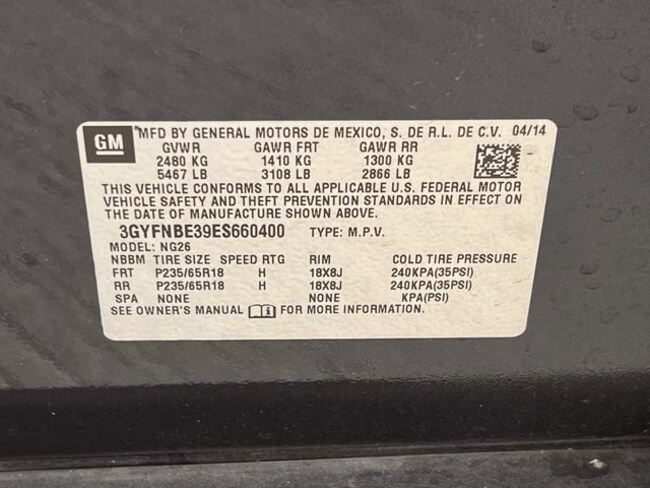 GM *MFD BY GENERAL MOTORS DE MEXICO, S. DE R.L. DE C.V. 04/14
GVWR GAWR FRT GAWR RR
2480 KG 1410 KG 1300 KG
5467 LB 3108 LB 2866 LB
THIS VEHICLE CONFORMS TO ALL APPLICABLE U.S. FEDERAL MOTOR
VEHICLE SAFETY AND THEFT PREVENTION STANDARDS IN EFFECT ON
THE DATE OF MANUFACTURE SHOWN ABOVE.
3GYFNBE39ES660400 TYPE: M.P.V.
MODEL: NG26
NBBM TIRE SIZE SPEED RTG RIM COLD TIRE PRESSURE
FRT P235/65R18 H 18X8J 240KPA(35PSI)
RR P235/65R18 H 18X8J 240KPA(35PSI)
SPA NONE NONE KPA(PSI)
SEE OWNER'S MANUAL FOR MORE INFORMATION.